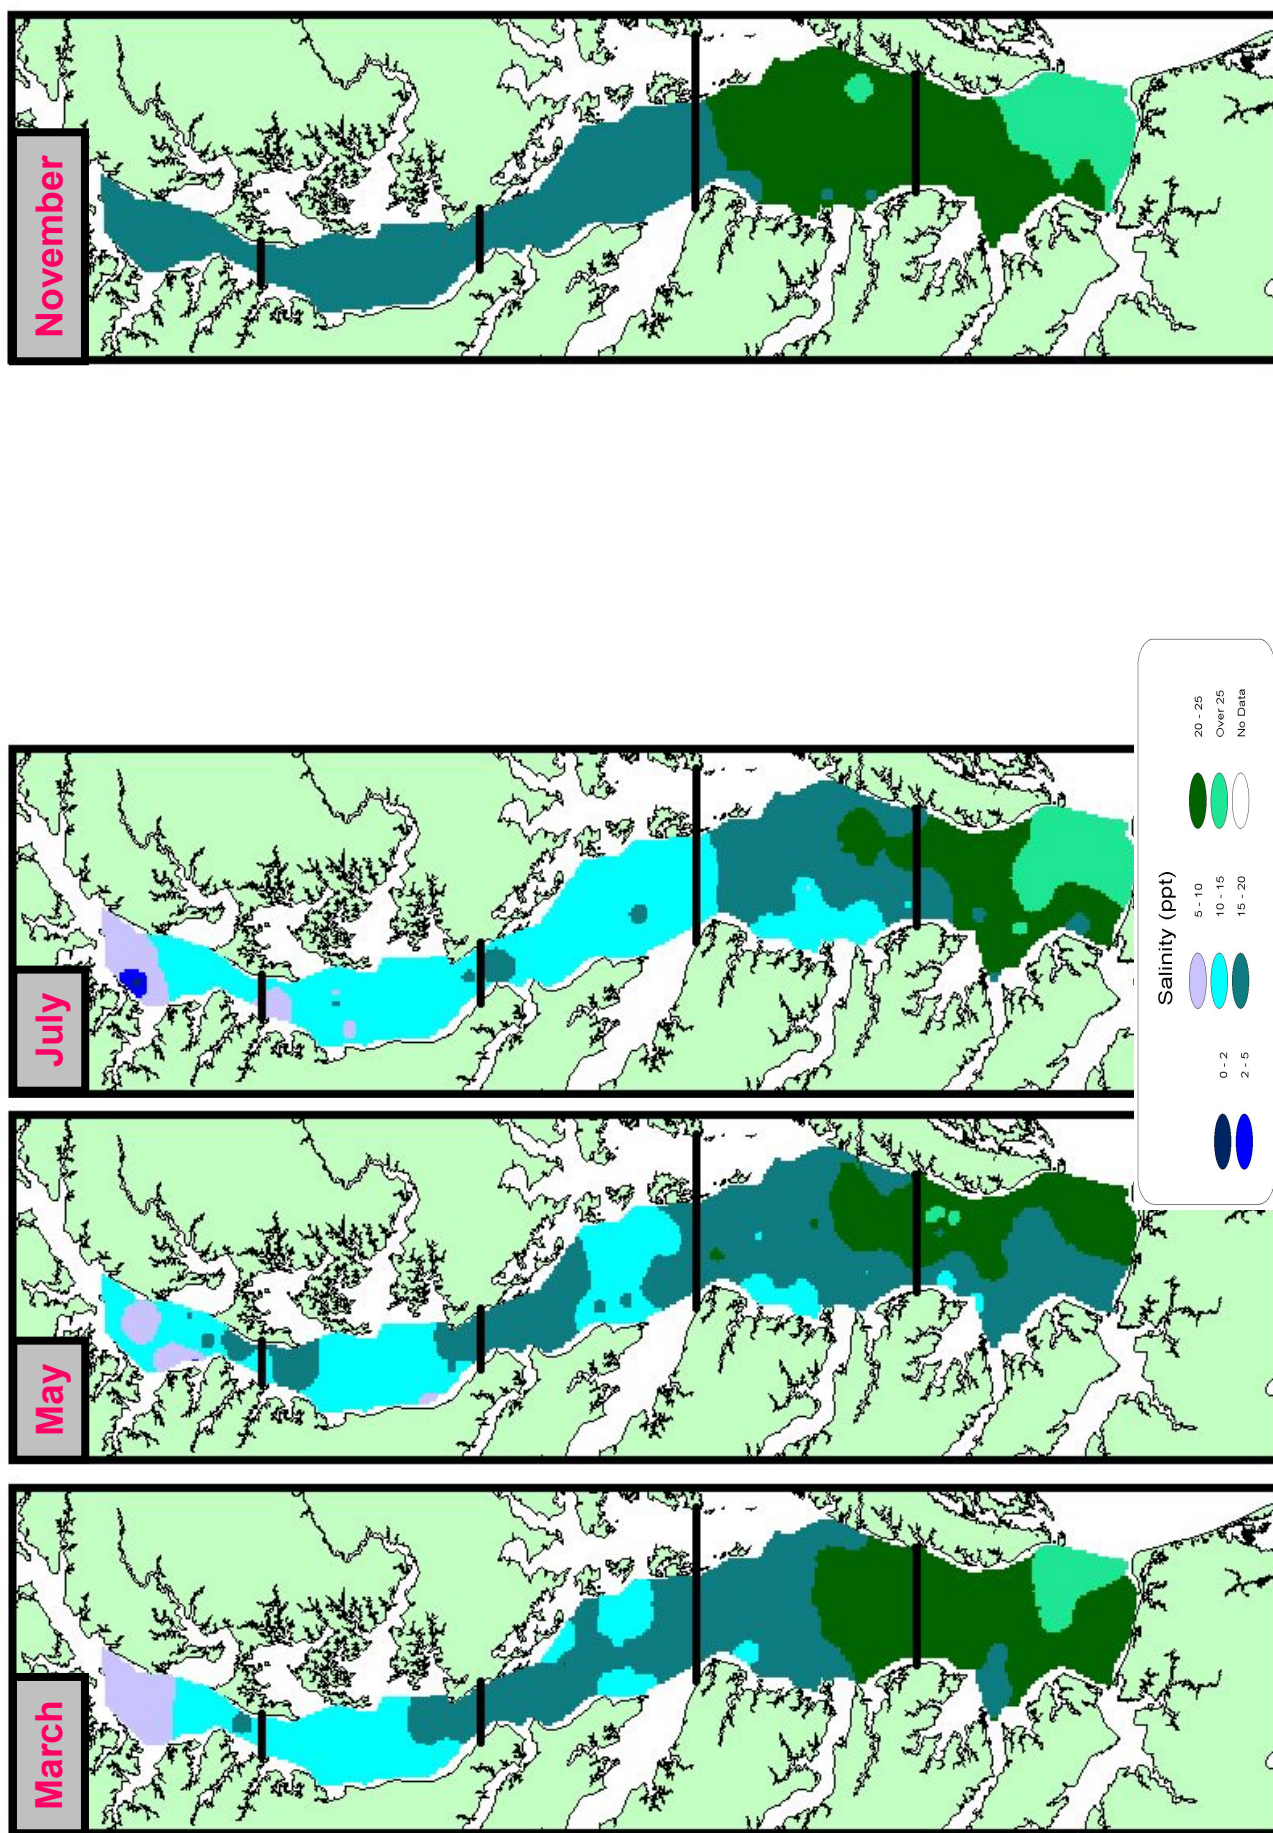 March
May
July
November
Salinity (ppt)
0 - 2
2 - 5
5 - 10
10 - 15
15 - 20
20 - 25
Over 25
No Data